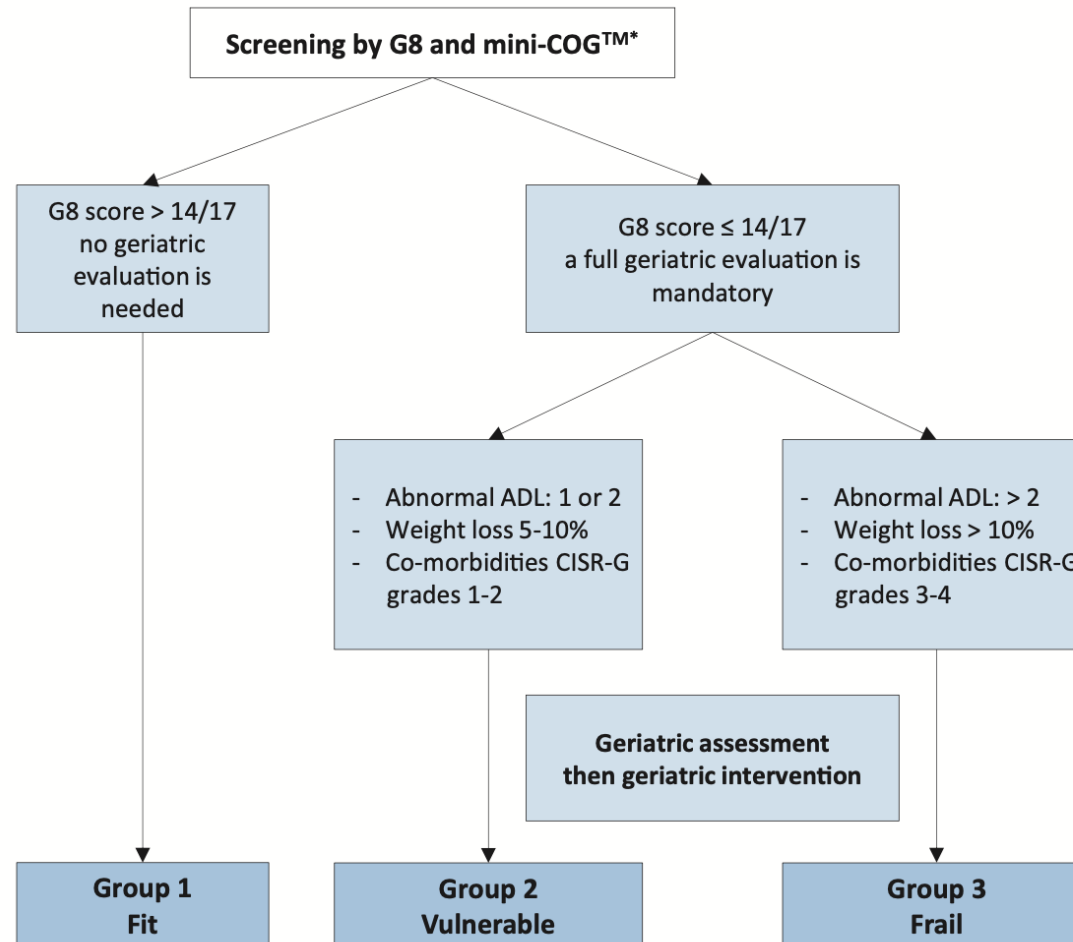 Screening by G8 and mini-COG™*
G8 score > 14/17
no geriatric
evaluation is
needed
G8 score ≤ 14/17
a full geriatric evaluation is
mandatory
- Abnormal ADL: 1 or 2
- Weight loss 5-10%
- Co-morbidities CISR-G
grades 1-2
- Abnormal ADL: > 2
- Weight loss > 10%
- Co-morbidities CISR-G
grades 3-4
Geriatric assessment
then geriatric intervention
Group 1
Fit
Group 2
Vulnerable
Group 3
Frail